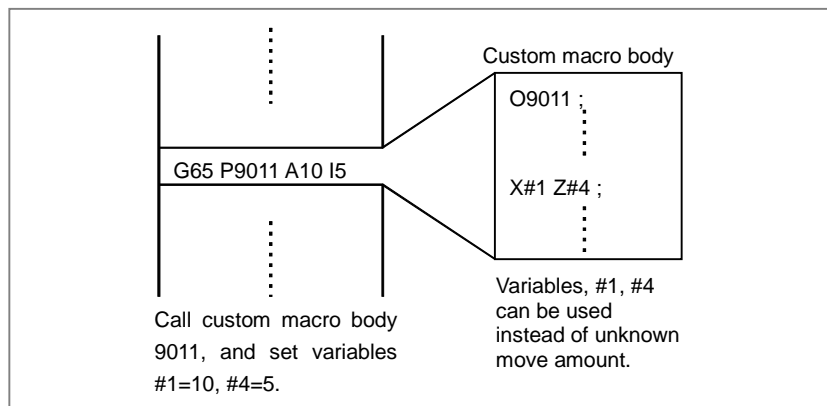 G65 P9011 A10 I5
Call custom macro body
9011, and set variables
#1=10, #4=5.
Custom macro body
O9011 ;
X#1 Z#4 ;
Variables, #1, #4
can be used
instead of unknown
move amount.